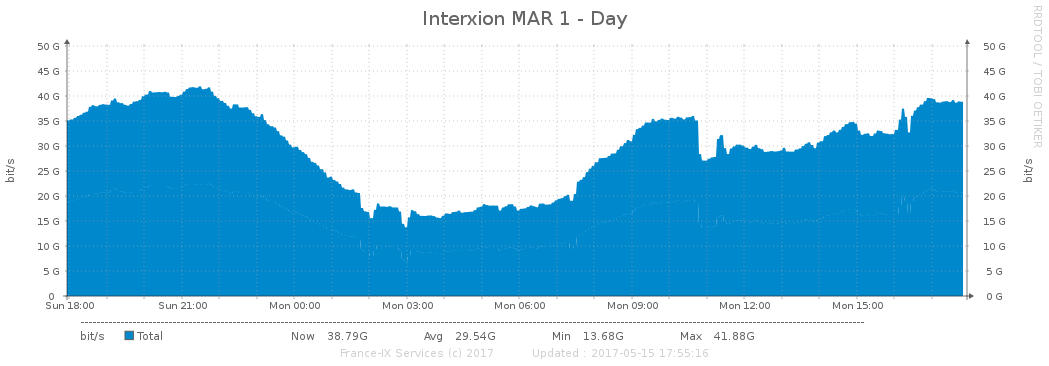 Interxion MAR 1 - Day
RRDTOOL / TOBI OETIKER
bit/s
50 G 50 G
45 G 45 G
40 G 40 G
35 G 35 G
30 G 30 G
25 G 25 G
20 G 20 G
15 G 15 G
10 G 10 G
5 G 5 G
0 0 G
bit/s
Sun 18:00 Sun 21:00 Mon 00:00 Mon 03:00 Mon 06:00 Mon 09:00 Mon 12:00 Mon 15:00
bit/s Total Now 38.79G Avg 29.54G Min 13.68G Max 41.88G
France-IX Services (c) 2017 Updated : 2017-05-15 17:55:16